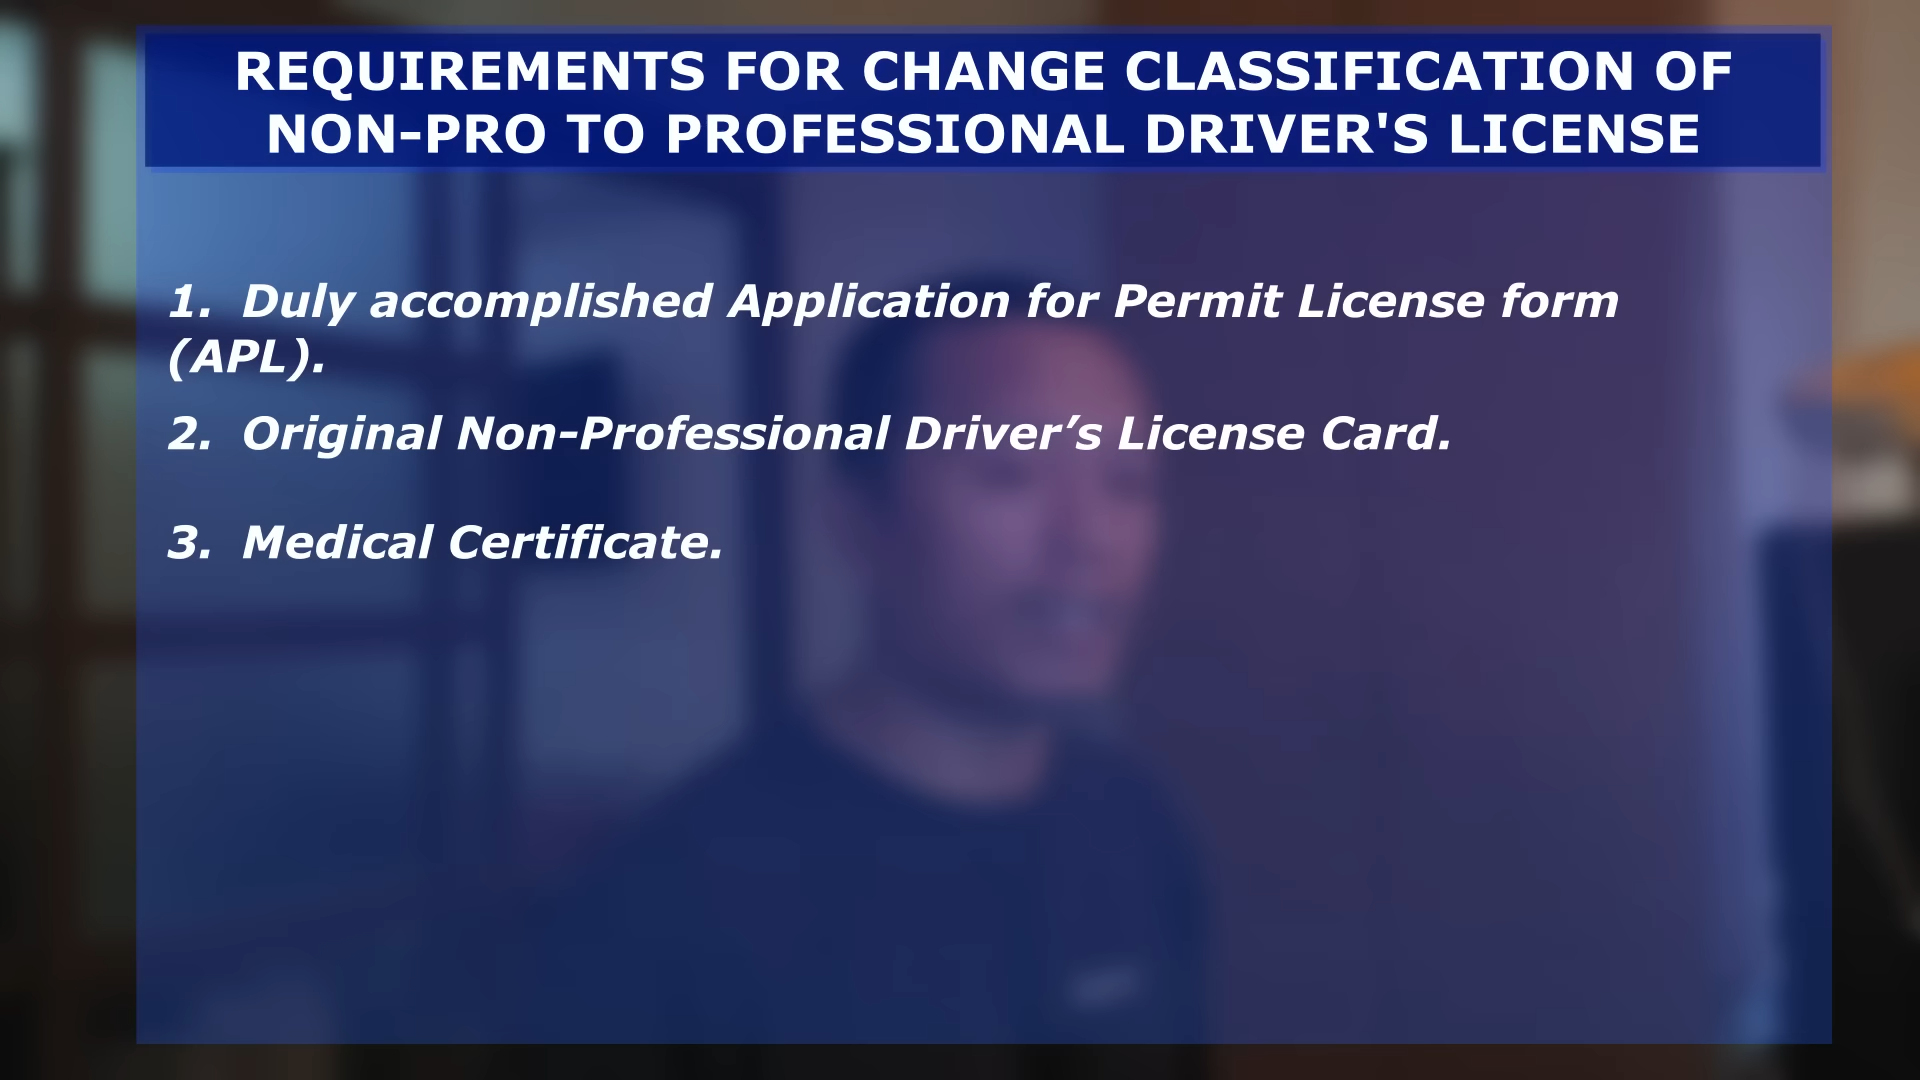 REQUIREMENTS FOR CHANGE CLASSIFICATION OF
NON-PRO TO PROFESSIONAL DRIVER'S LICENSE
1. Duly accomplished Application for Permit License form
(APL).
2. Original Non-Professional Driver’s License Card.
3. Medical Certificate.